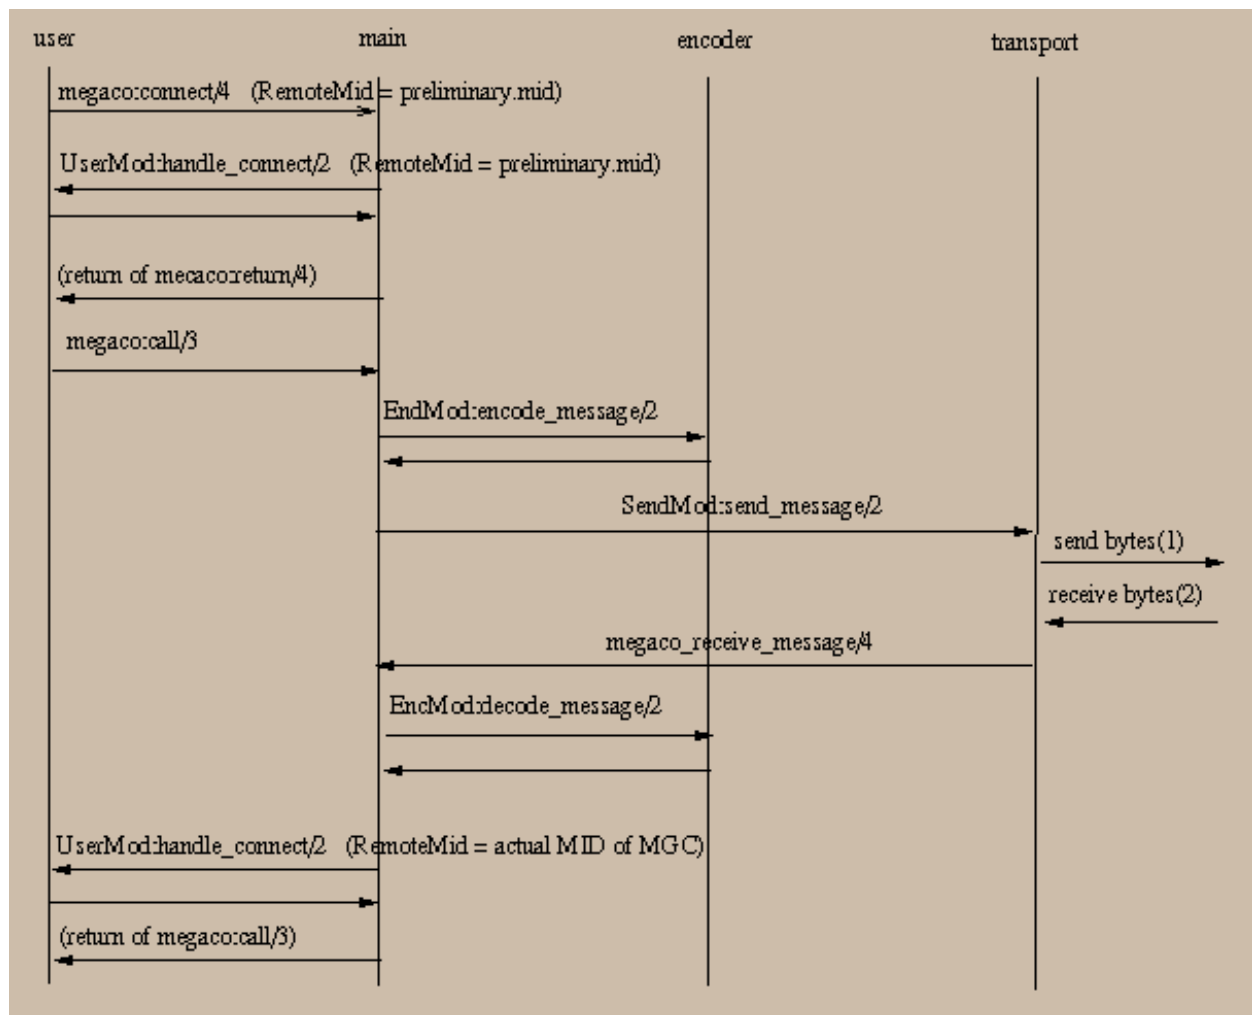 user
main
encoder
transport
megaco:connect/4 (RemoteMid = preliminary.mid)
UserMod:handle_connect/2 (RemoteMid = preliminary.mid)
(return of mecaco:return/4)
megaco:call/3
EndMod:encode_message/2
SendMod:send_message/2
send bytes(1)
receive bytes(2)
megaco_receive_message/4
EncMod:decode_message/2
UserMod:handle_connect/2 (RemoteMid = actual MID of MGC)
(return of megaco:call/3)